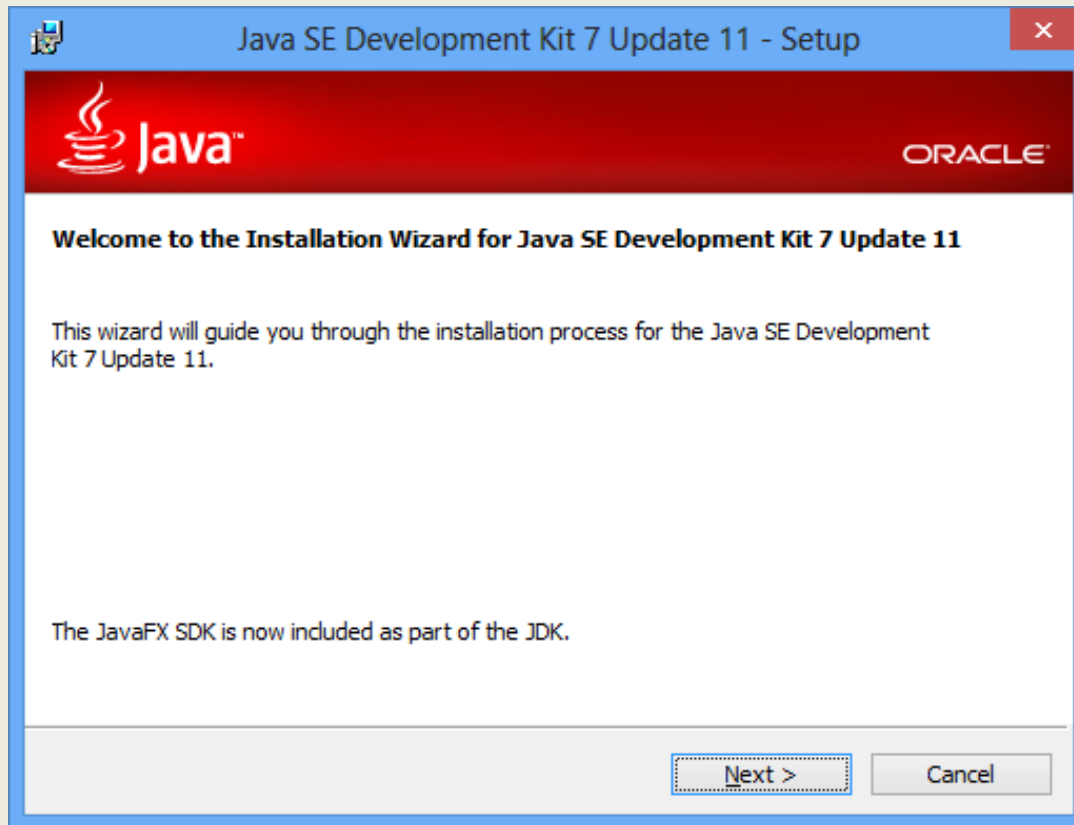 Java SE Development Kit 7 Update 11 - Setup
Java™
ORACLE
Welcome to the Installation Wizard for Java SE Development Kit 7 Update 11
This wizard will guide you through the installation process for the Java SE Development
Kit 7 Update 11.
The JavaFX SDK is now included as part of the JDK.
Next >
Cancel